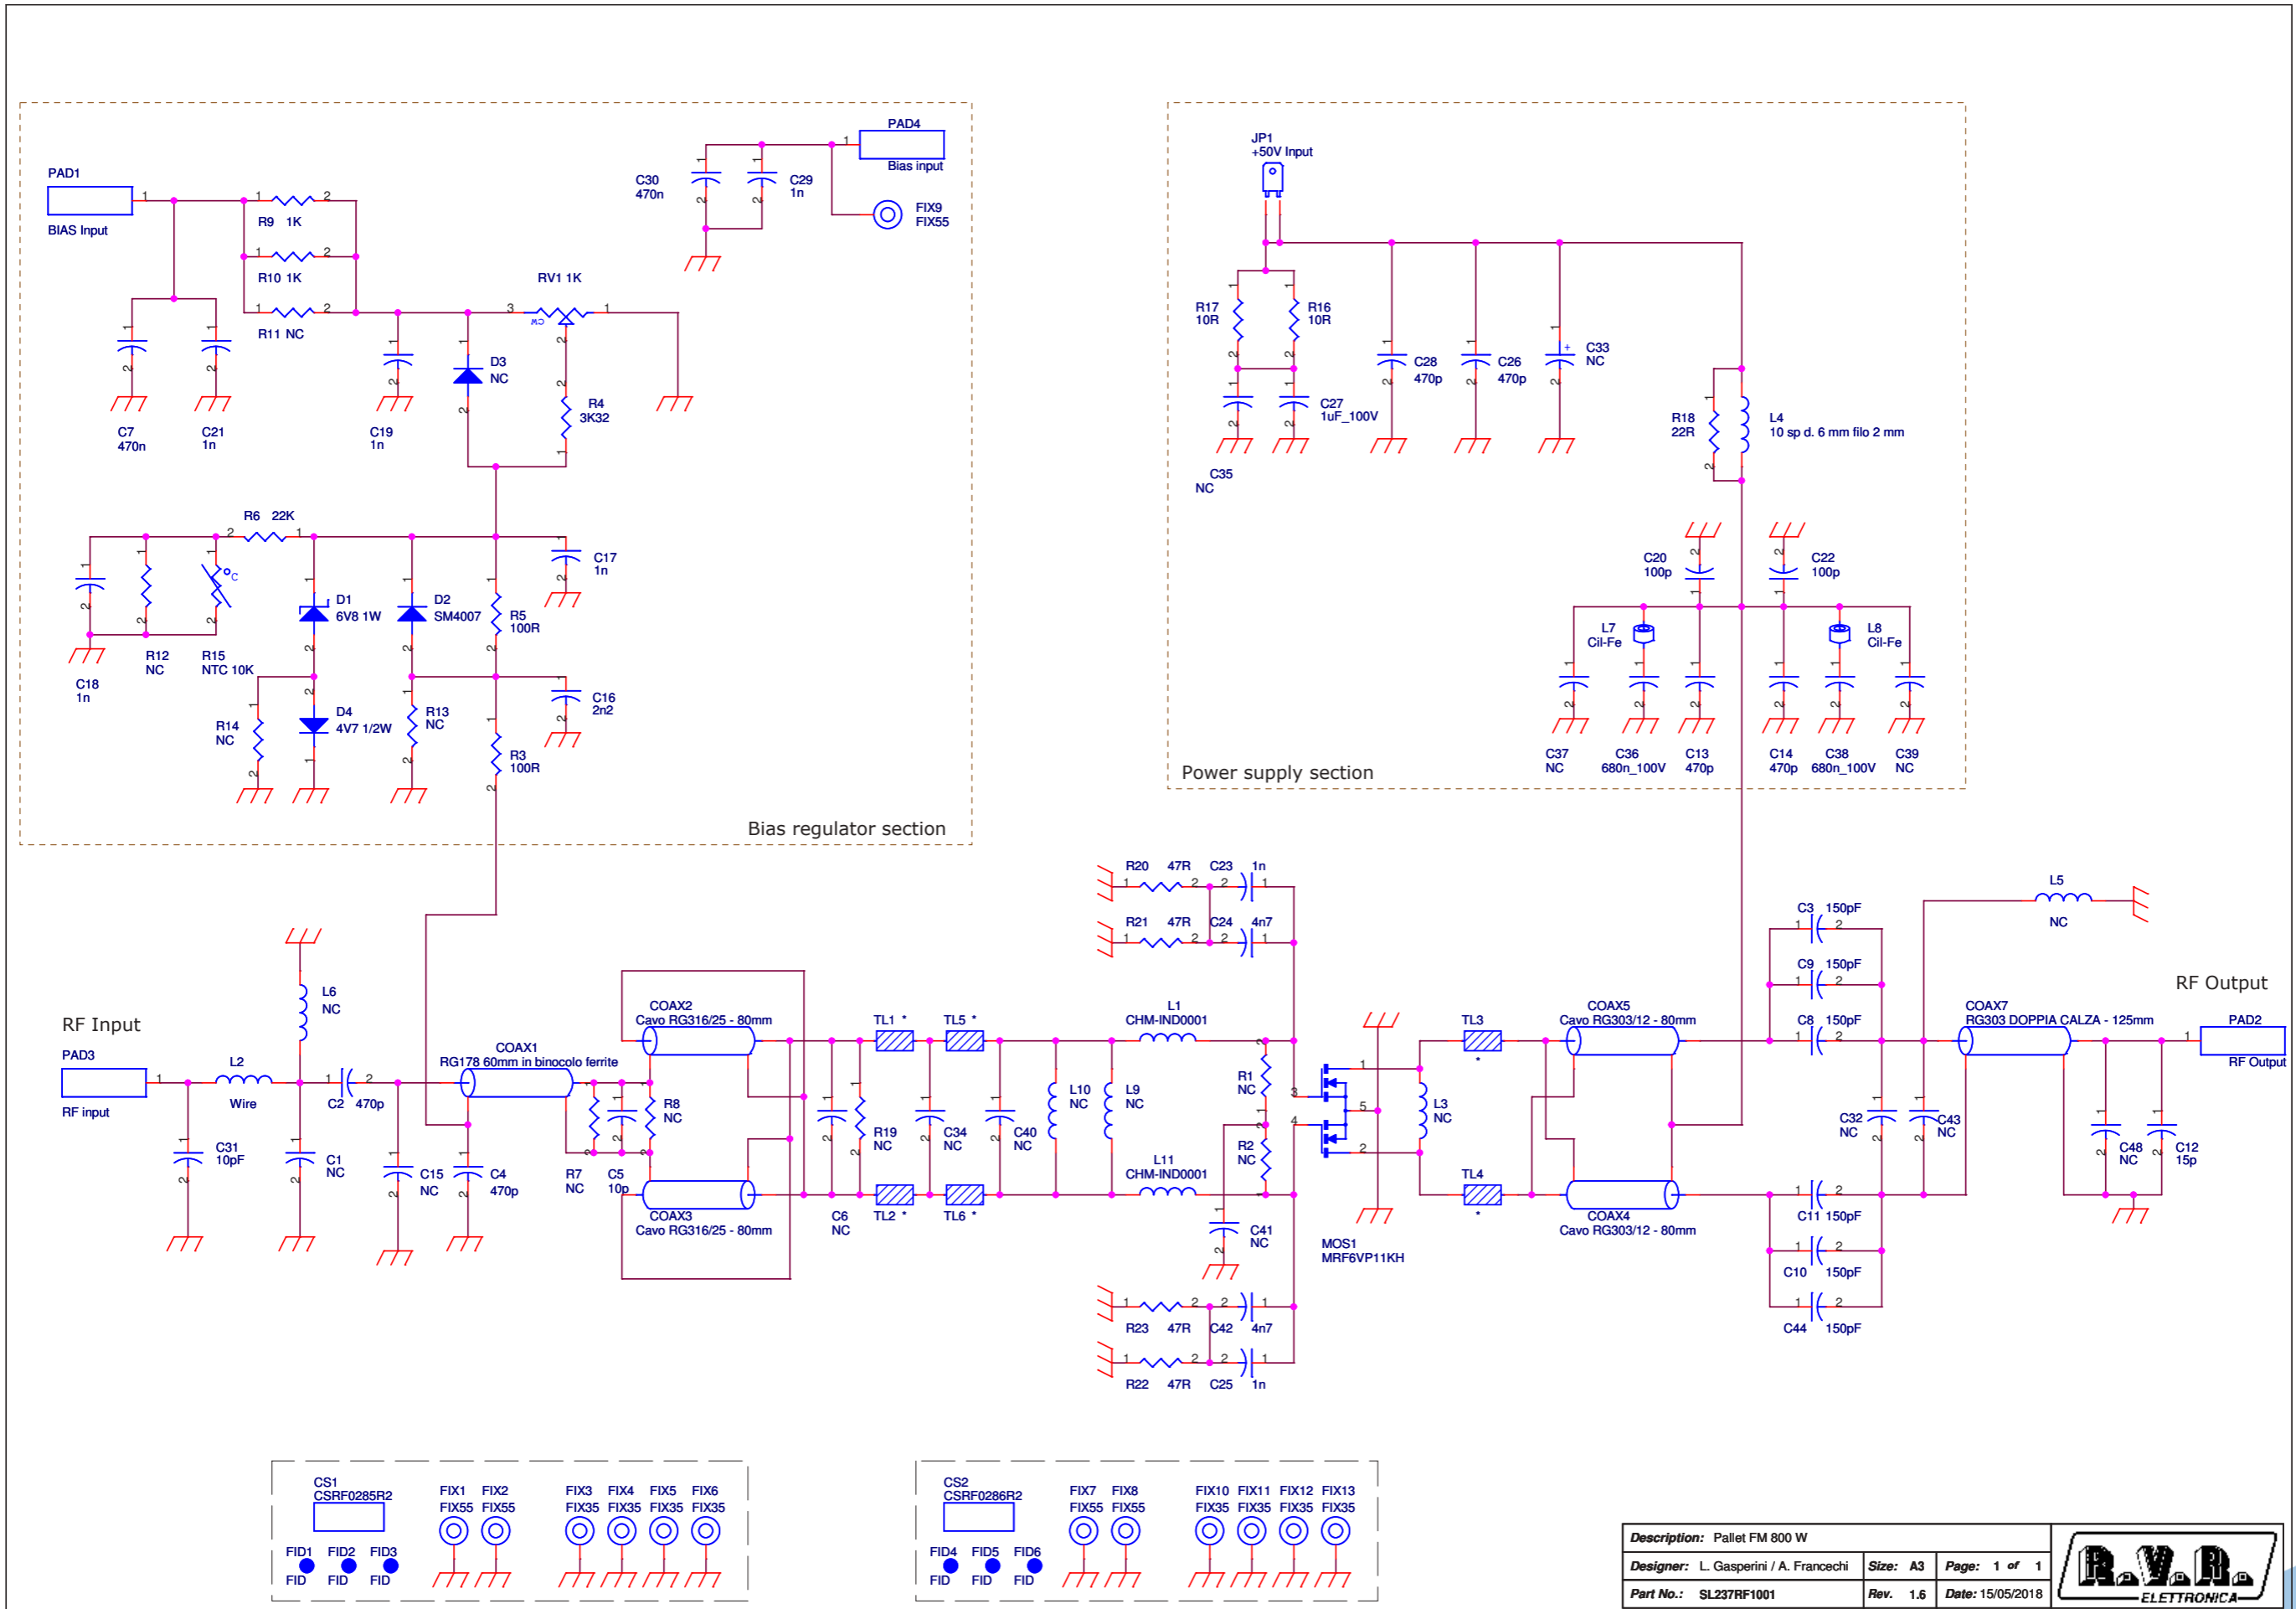 PAD1
BIAS Input
R9 1K
R10 1K
R11 NC
C7
470n
C21
1n
C19
1n
D3
NC
RV1 1K
CW
R4
3K32
C30
470n
C29
1n
PAD4
Bias input
FIX9
FIX55
R6 22K
C18
1n
R12
NC
R15
NTC 10K
°C
D1
6V8 1W
D2
SM4007
R5
100R
C17
1n
R14
NC
D4
4V7 1/2W
R13
NC
C16
2n2
R3
100R
Bias regulator section
JP1
+50V Input
R17
10R
R16
10R
C35
NC
C27
1uF_100V
C28
470p
C26
470p
C33
NC
R18
22R
L4
10 sp d. 6 mm filo 2 mm
C20
100p
C22
100p
L7
Cil-Fe
L8
Cil-Fe
C37
NC
C36
680n_100V
C13
470p
C14
470p
C38
680n_100V
C39
NC
Power supply section
RF Input
PAD3
RF input
C31
10pF
L2
Wire
L6
NC
C1
NC
C2 470p
C15
NC
C4
470p
COAX1
RG178 60mm in binocolo ferrite
R7
NC
C5
10p
R8
NC
COAX2
Cavo RG316/25 - 80mm
COAX3
Cavo RG316/25 - 80mm
C6
NC
R19
NC
TL1 *
TL5 *
TL2 *
TL6 *
C34
NC
C40
NC
L10
NC
L9
NC
L1
CHM-IND0001
L11
CHM-IND0001
R20 47R C23 1n
R21 47R C24 4n7
R1
NC
R2
NC
C41
NC
R23 47R C42 4n7
R22 47R C25 1n
MOS1
MRF6VP11KH
L3
NC
TL3
*
TL4
*
COAX5
Cavo RG303/12 - 80mm
COAX4
Cavo RG303/12 - 80mm
C3 150pF
C9 150pF
C8 150pF
C11 150pF
C10 150pF
C44 150pF
C32
NC
C43
NC
L5
NC
COAX7
RG303 DOPPIA CALZA - 125mm
C48
NC
C12
15p
RF Output
PAD2
RF Output
CS1
CSRF0285R2
FID1 FID2 FID3
FID FID FID
FIX1 FIX2 FIX3 FIX4 FIX5 FIX6
FIX55 FIX55 FIX35 FIX35 FIX35 FIX35
CS2
CSRF0286R2
FID4 FID5 FID6
FID FID FID
FIX7 FIX8 FIX10 FIX11 FIX12 FIX13
FIX55 FIX55 FIX35 FIX35 FIX35 FIX35
Description: Pallet FM 800 W
Designer: L. Gasperini / A. Francechi Size: A3 Page: 1 of 1
Part No.: SL237RF1001 Rev. 1.6 Date: 15/05/2018
R.V.R.
ELETTRONICA